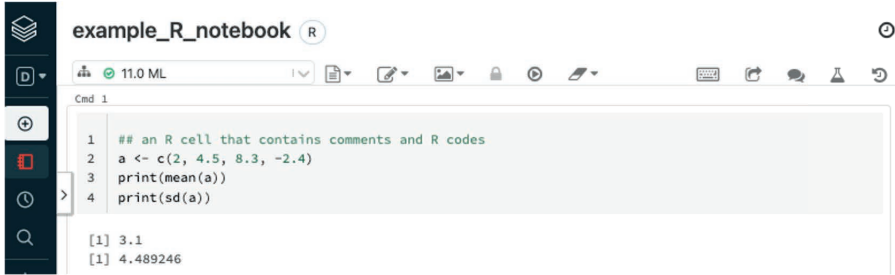 example_R_notebook R
D
11.0 ML
Cmd 1
1 ## an R cell that contains comments and R codes
2 a <- c(2, 4.5, 8.3, -2.4)
3 print(mean(a))
4 print(sd(a))
[1] 3.1
[1] 4.489246